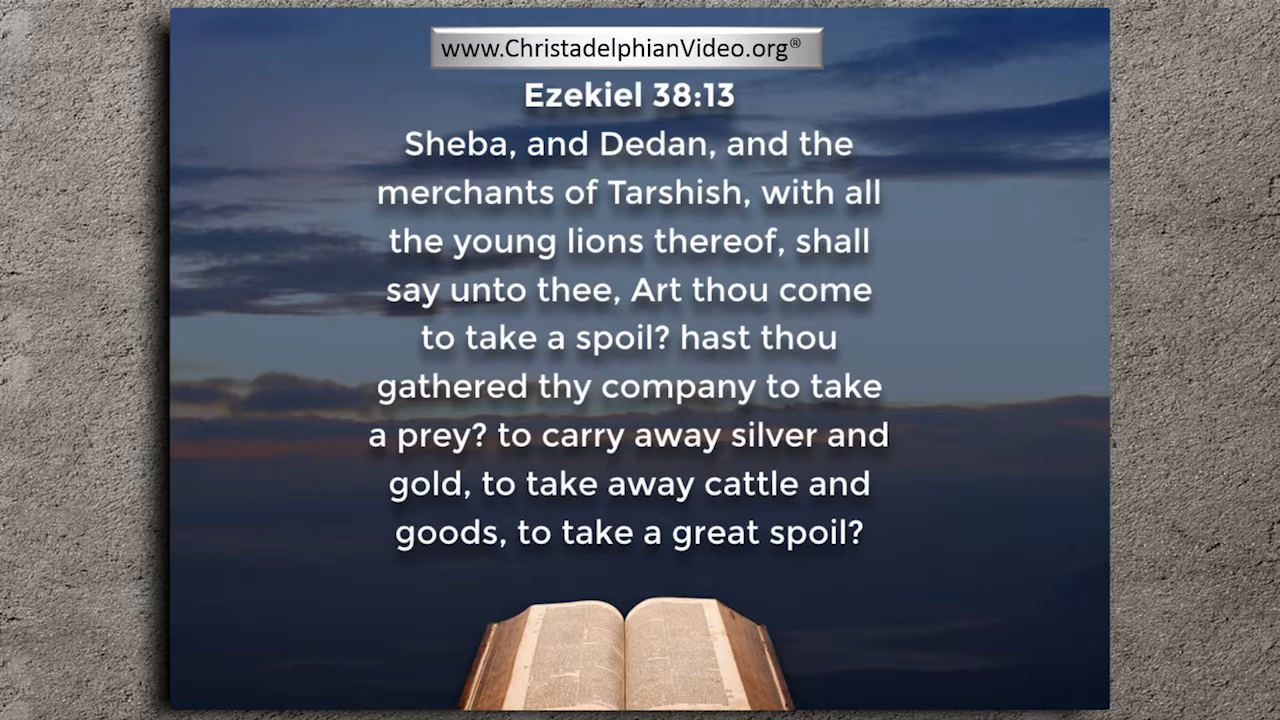 www.ChristadelphianVideo.org®
Ezekiel 38:13
Sheba, and Dedan, and the
merchants of Tarshish, with all
the young lions thereof, shall
say unto thee, Art thou come
to take a spoil? hast thou
gathered thy company to take
a prey? to carry away silver and
gold, to take away cattle and
goods, to take a great spoil?